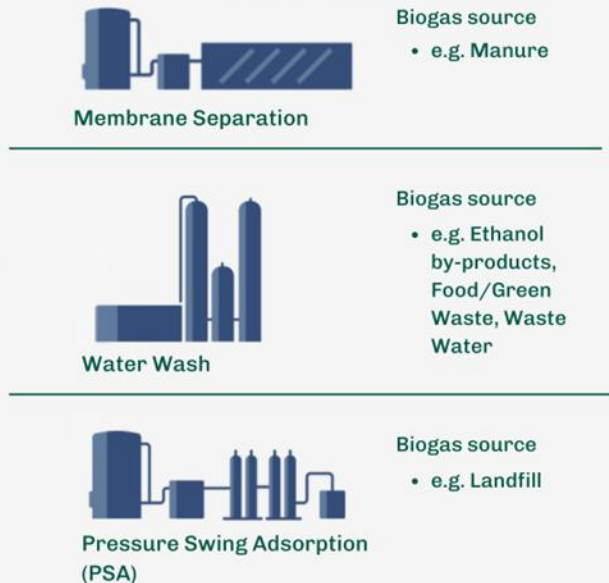 Biogas source
• e.g. Manure
Membrane Separation
Biogas source
• e.g. Ethanol
by-products,
Food/Green
Waste, Waste
Water
Water Wash
Biogas source
• e.g. Landfill
Pressure Swing Adsorption
(PSA)